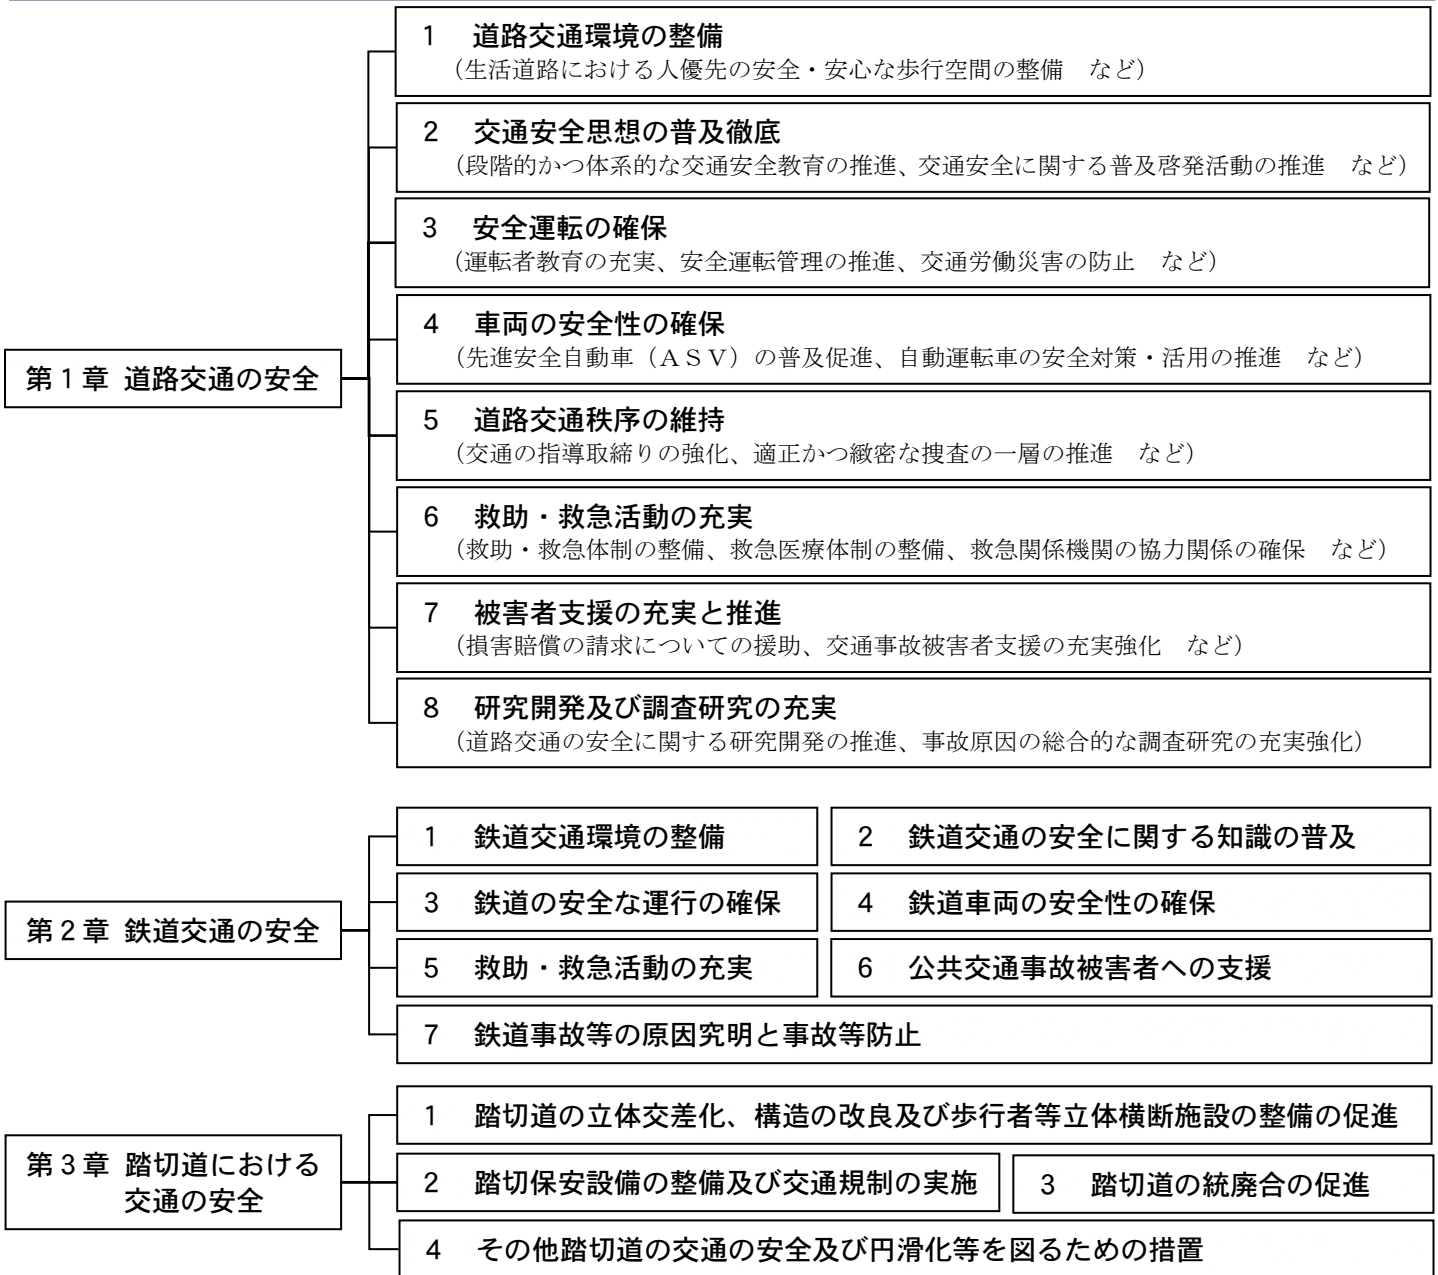 第1章 道路交通の安全
1 道路交通環境の整備
（生活道路における人優先の安全・安心な歩行空間の整備 など）
2 交通安全思想の普及徹底
（段階的かつ体系的な交通安全教育の推進、交通安全に関する普及啓発活動の推進 など）
3 安全運転の確保
（運転者教育の充実、安全運転管理の推進、交通労働災害の防止 など）
4 車両の安全性の確保
（先進安全自動車（ＡＳＶ）の普及促進、自動運転車の安全対策・活用の推進 など）
5 道路交通秩序の維持
（交通の指導取締りの強化、適正かつ緻密な捜査の一層の推進 など）
6 救助・救急活動の充実
（救助・救急体制の整備、救急医療体制の整備、救急関係機関の協力関係の確保 など）
7 被害者支援の充実と推進
（損害賠償の請求についての援助、交通事故被害者支援の充実強化 など）
8 研究開発及び調査研究の充実
（道路交通の安全に関する研究開発の推進、事故原因の総合的な調査研究の充実強化）
第2章 鉄道交通の安全
1 鉄道交通環境の整備
2 鉄道交通の安全に関する知識の普及
3 鉄道の安全な運行の確保
4 鉄道車両の安全性の確保
5 救助・救急活動の充実
6 公共交通事故被害者への支援
7 鉄道事故等の原因究明と事故等防止
第3章 踏切道における
交通の安全
1 踏切道の立体交差化、構造の改良及び歩行者等立体横断施設の整備の促進
2 踏切保安設備の整備及び交通規制の実施
3 踏切道の統廃合の促進
4 その他踏切道の交通の安全及び円滑化等を図るための措置